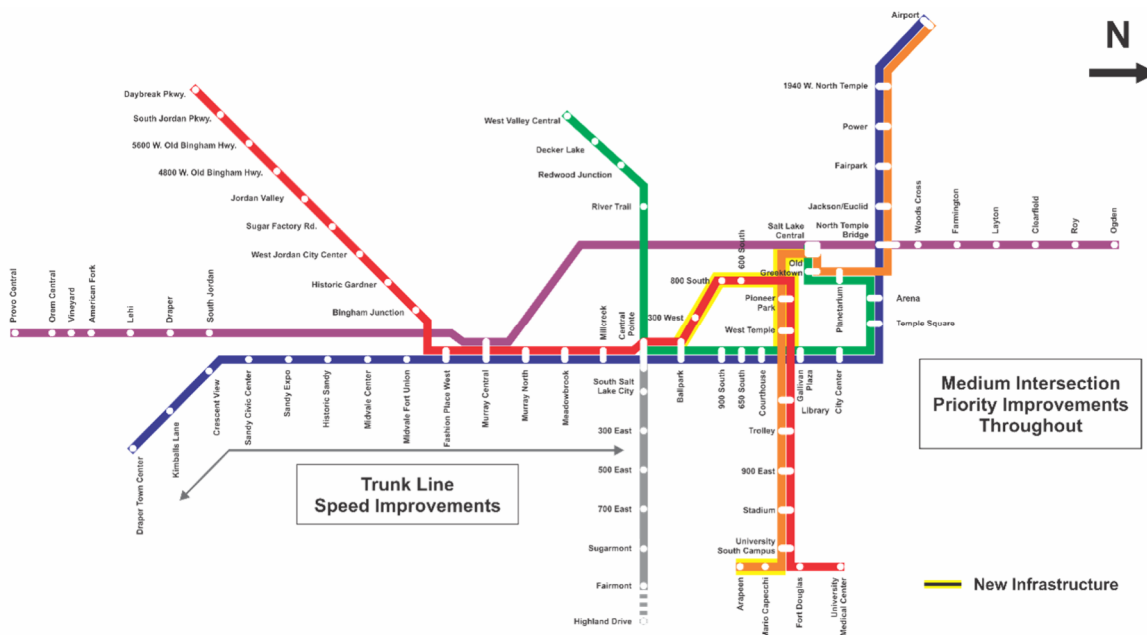 Airport
N
1940 W. North Temple
Daybreak Pkwy.
South Jordan Pkwy.
West Valley Central
Power
5600 W. Old Bingham Hwy.
Decker Lake
4800 W. Old Bingham Hwy.
Redwood Junction
Fairpark
Jordan Valley
River Trail
Jackson/Euclid
Sugar Factory Rd.
Salt Lake
Central
North Temple
Bridge
Woods Cross
Farmington
Layton
Clearfield
Roy
Ogden
West Jordan City Center
600 South
Old
Greektown
Historic Gardner
800 South
Pioneer
Park
Planetarium
Arena
Provo Central
Orem Central
Vineyard
American Fork
Lehi
Draper
South Jordan
Bingham Junction
Millcreek
Central
Pointe
300 West
West Temple
Temple Square
Crescent View
Sandy Civic Center
Sandy Expo
Historic Sandy
Midvale Center
Midvale Fort Union
Fashion Place West
Murray Central
Murray North
Meadowbrook
South Salt
Lake City
Ballpark
900 South
650 South
Courthouse
Gallivan
Plaza
Library
City Center
Medium Intersection
Priority Improvements
Throughout
Kimballs Lane
Draper Town Center
300 East
Trolley
Trunk Line
Speed Improvements
500 East
900 East
700 East
Stadium
Sugarmont
University
South Campus
Fairmont
Arapeen
Mario Capecchi
Fort Douglas
University
Medical Center
New Infrastructure
Highland Drive